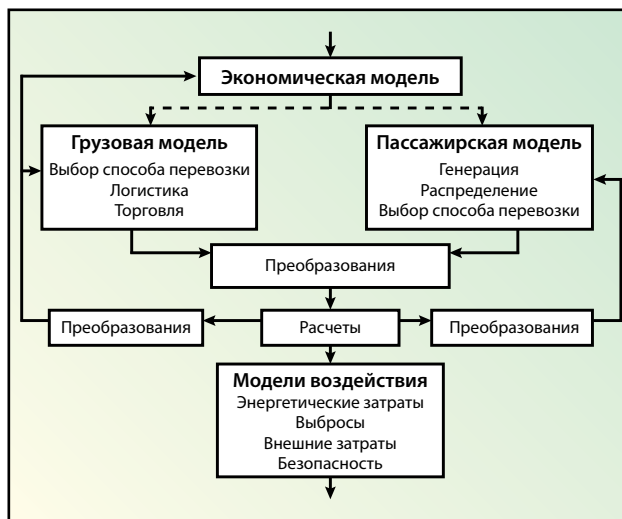 Экономическая модель
Грузовая модель
Выбор способа перевозки
Логистика
Торговля
Пассажирская модель
Генерация
Распределение
Выбор способа перевозки
Преобразования
Преобразования
Расчеты
Преобразования
Модели воздействия
Энергетические затраты
Выбросы
Внешние затраты
Безопасность